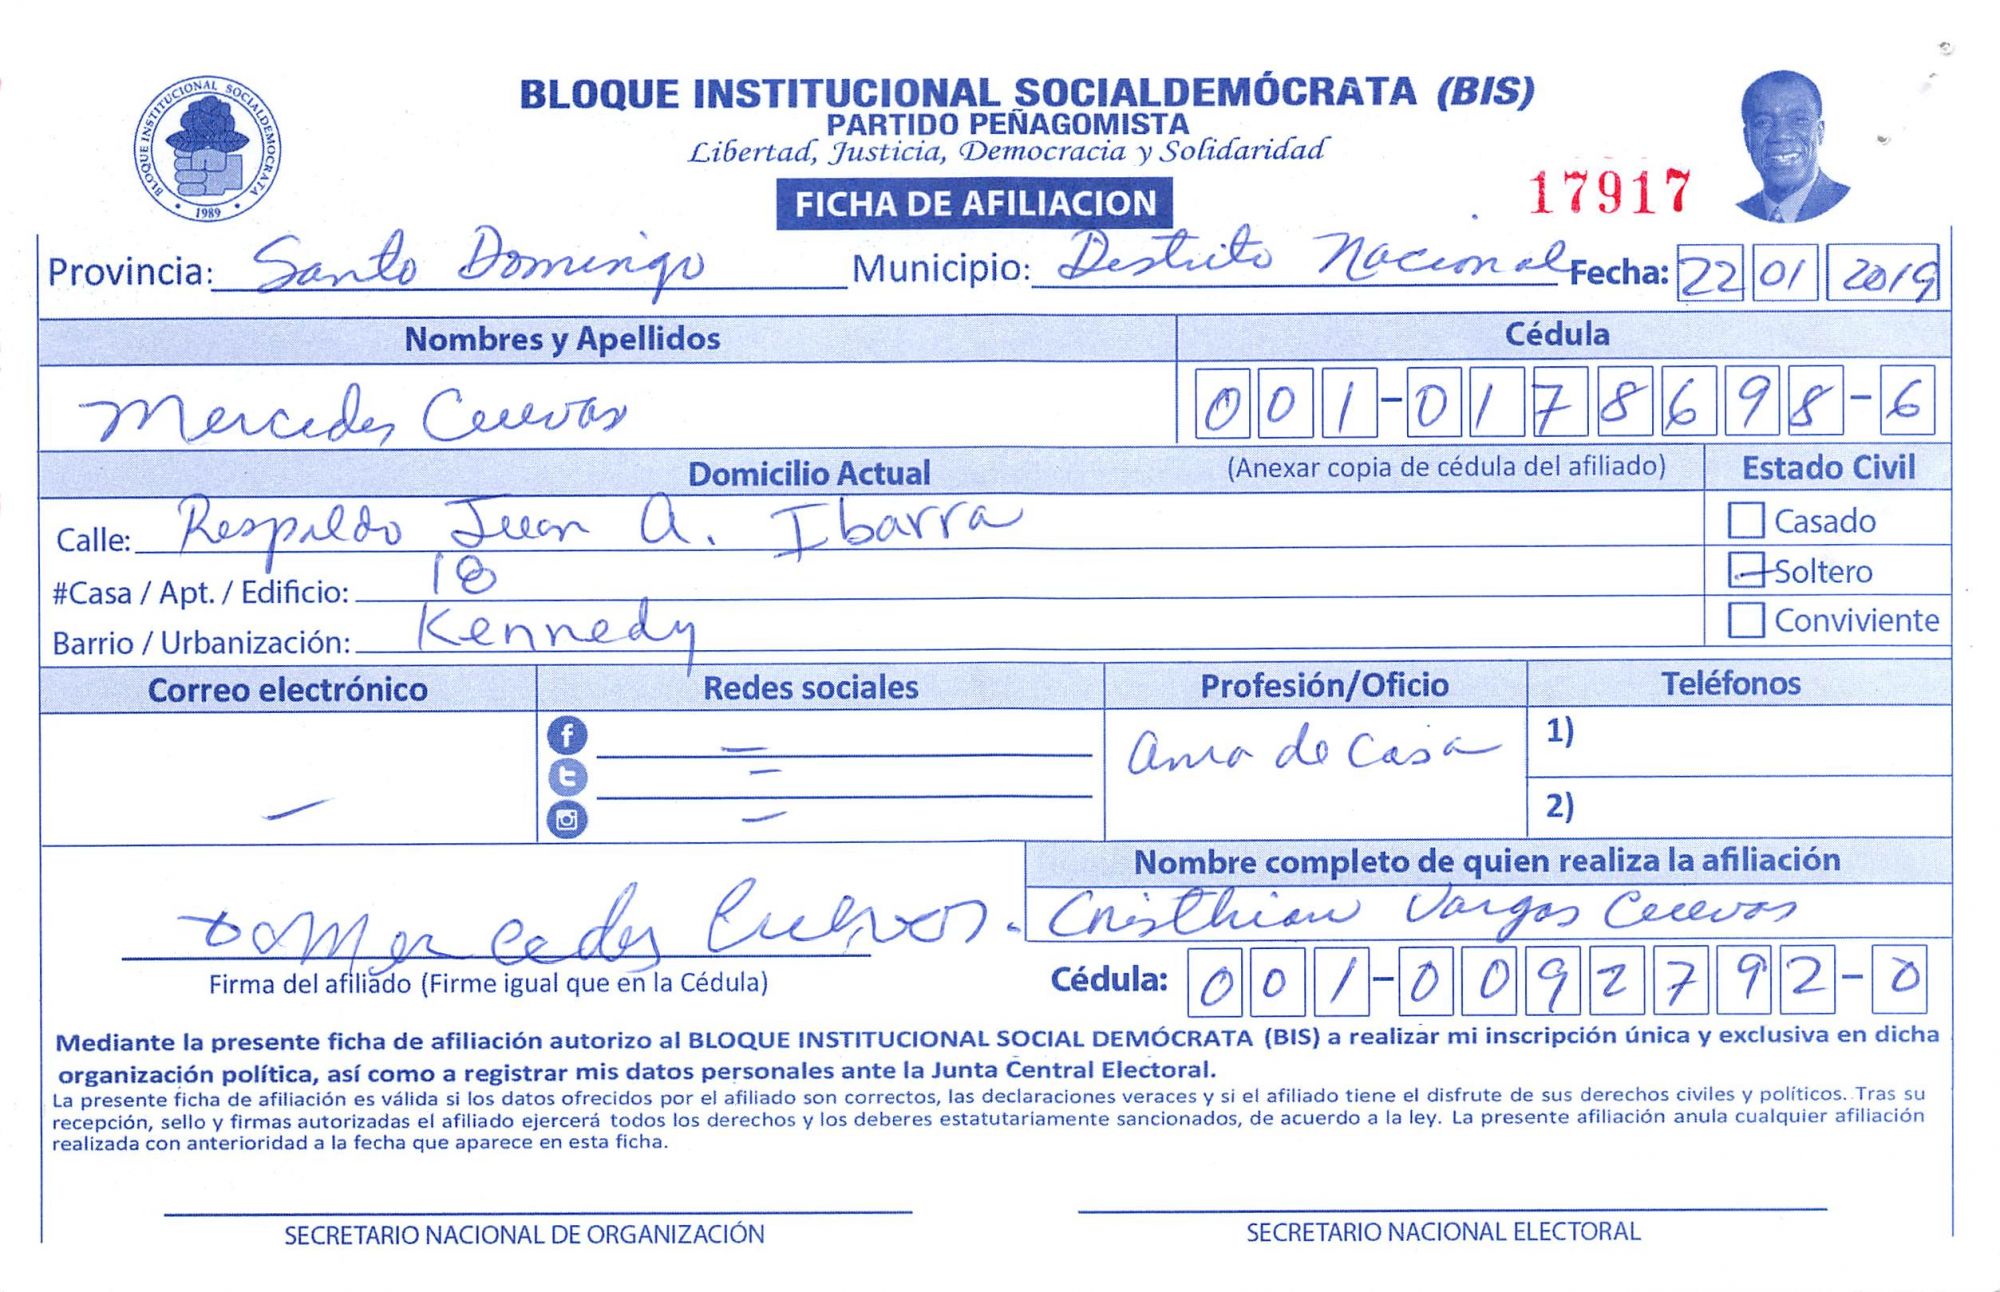 BLOQUE INSTITUCIONAL SOCIALDEMOCRATA
1989
BLOQUE INSTITUCIONAL SOCIALDEMÓCRATA (BIS)
PARTIDO PEÑAGOMISTA
Libertad, Justicia, Democracia y Solidaridad
FICHA DE AFILIACION
17917
Provincia: Santo Domingo Municipio: Distrito Nacional Fecha: 22 01 2019
Nombres y Apellidos Cédula
Mercedes Cuevas 001-0178698-6
Domicilio Actual (Anexar copia de cédula del afiliado) Estado Civil
Calle: Respaldo Juan A. Ibarra Casado
#Casa / Apt. / Edificio: 18 Soltero
Barrio / Urbanización: Kennedy Conviviente
Correo electrónico Redes sociales Profesión/Oficio Teléfonos
Ama de Casa 1)
2)
Nombre completo de quien realiza la afiliación
Mercedes Cuevas. Cristhian Vargas Cuevas
Firma del afiliado (Firme igual que en la Cédula) Cédula: 001-0092792-0
Mediante la presente ficha de afiliación autorizo al BLOQUE INSTITUCIONAL SOCIAL DEMÓCRATA (BIS) a realizar mi inscripción única y exclusiva en dicha
organización política, así como a registrar mis datos personales ante la Junta Central Electoral.
La presente ficha de afiliación es válida si los datos ofrecidos por el afiliado son correctos, las declaraciones veraces y si el afiliado tiene el disfrute de sus derechos civiles y políticos. Tras su
recepción, sello y firmas autorizadas el afiliado ejercerá todos los derechos y los deberes estatutariamente sancionados, de acuerdo a la ley. La presente afiliación anula cualquier afiliación
realizada con anterioridad a la fecha que aparece en esta ficha.
SECRETARIO NACIONAL DE ORGANIZACIÓN SECRETARIO NACIONAL ELECTORAL